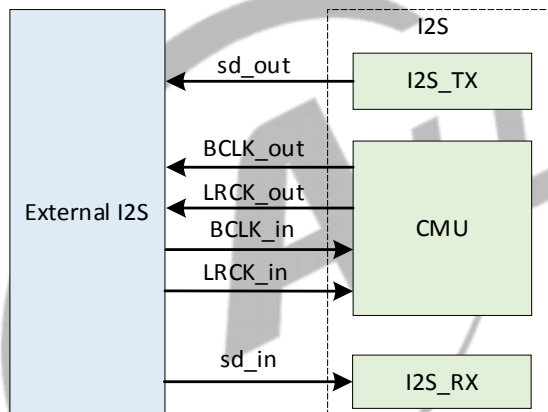 I2S
sd_out
I2S_TX
BCLK_out
LRCK_out
External I2S
BCLK_in
CMU
LRCK_in
sd_in
I2S_RX